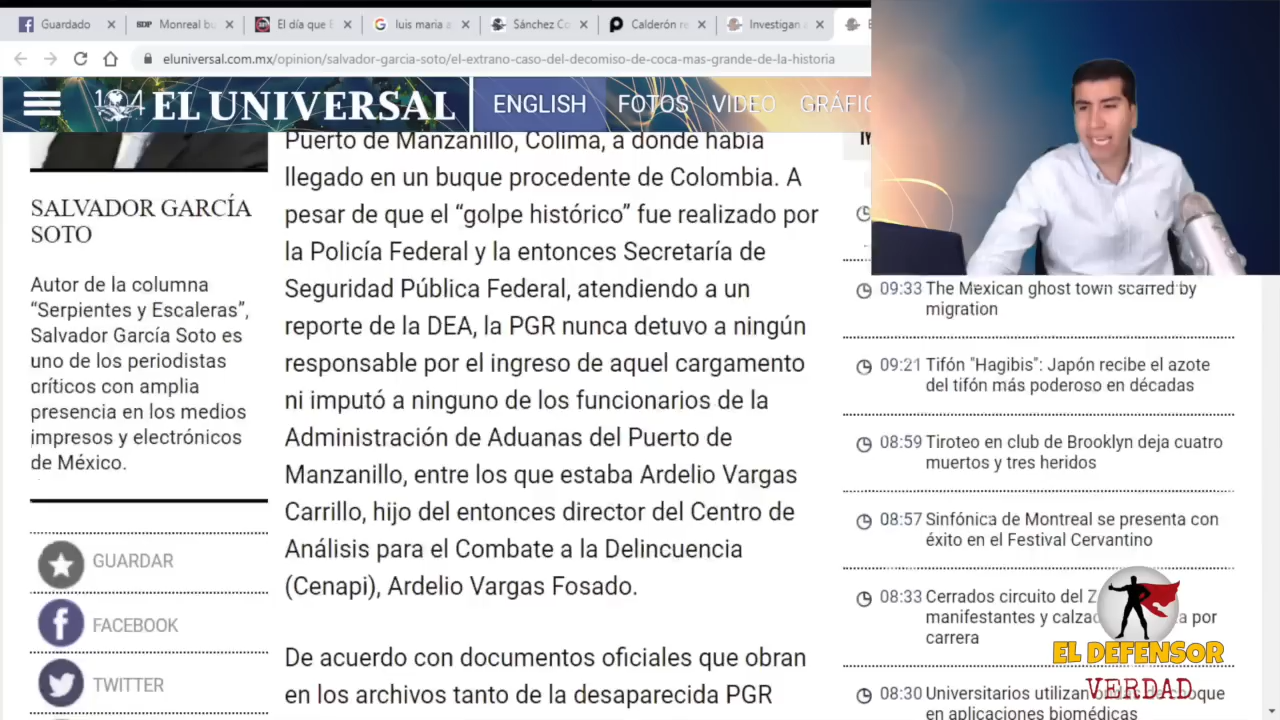 Guardado
SDP
Monreal bu
El día que E
luis maria a
Sánchez Co
Calderón re
Investigan a
E
eluniversal.com.mx/opinion/salvador-garcia-soto/el-extrano-caso-del-decomiso-de-coca-mas-grande-de-la-historia
EL UNIVERSAL
ENGLISH
FOTOS
VIDEO
GRÁFIC
SALVADOR GARCÍA
SOTO
Autor de la columna
“Serpientes y Escaleras”,
Salvador García Soto es
uno de los periodistas
críticos con amplia
presencia en los medios
impresos y electrónicos
de México.
GUARDAR
FACEBOOK
TWITTER
Puerto de Manzanillo, Colima, a donde había
llegado en un buque procedente de Colombia. A
pesar de que el “golpe histórico” fue realizado por
la Policía Federal y la entonces Secretaría de
Seguridad Pública Federal, atendiendo a un
reporte de la DEA, la PGR nunca detuvo a ningún
responsable por el ingreso de aquel cargamento
ni imputó a ninguno de los funcionarios de la
Administración de Aduanas del Puerto de
Manzanillo, entre los que estaba Ardelio Vargas
Carrillo, hijo del entonces director del Centro de
Análisis para el Combate a la Delincuencia
(Cenapi), Ardelio Vargas Fosado.
De acuerdo con documentos oficiales que obran
en los archivos tanto de la desaparecida PGR
09:33 The Mexican ghost town scarred by
migration
09:21 Tifón "Hagibis": Japón recibe el azote
del tifón más poderoso en décadas
08:59 Tiroteo en club de Brooklyn deja cuatro
muertos y tres heridos
08:57 Sinfónica de Montreal se presenta con
éxito en el Festival Cervantino
08:33 Cerrados circuito del Z
manifestantes y calza por
carrera
08:30 Universitarios utilizan choque
en aplicaciones biomédicas
EL DEFENSOR
VERDAD